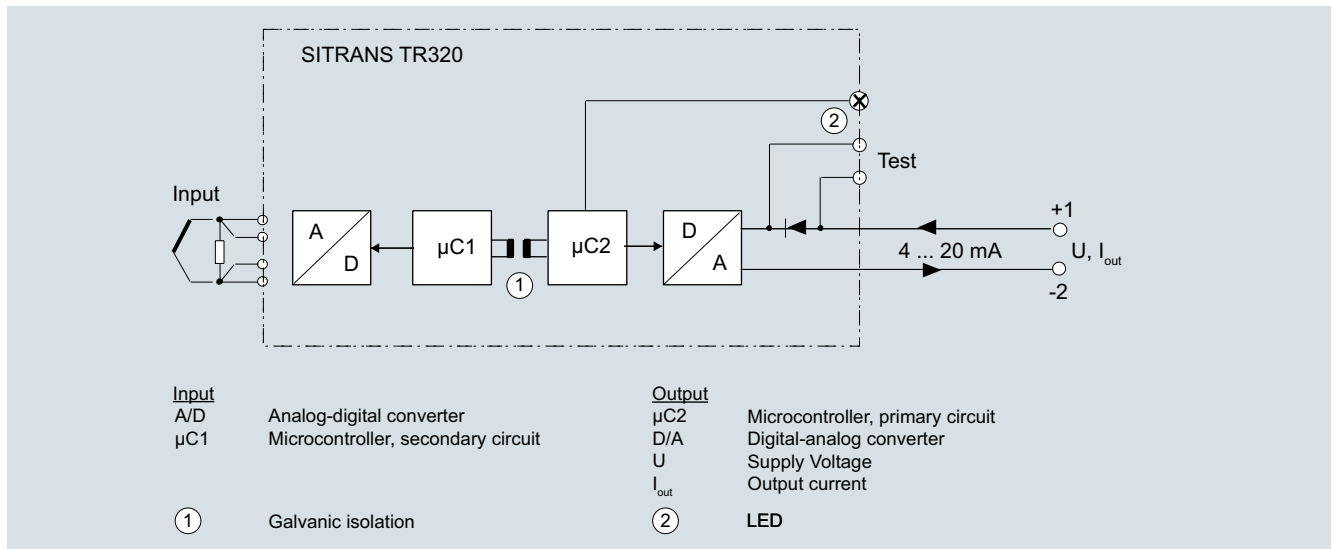 SITRANS TR320
2
Test
Input
A
D
µC1
µC2
D
A
+1
4 ... 20 mA
U, Iout
-2
1
Input
A/D Analog-digital converter
µC1 Microcontroller, secondary circuit
1 Galvanic isolation
Output
µC2 Microcontroller, primary circuit
D/A Digital-analog converter
U Supply Voltage
Iout Output current
2 LED